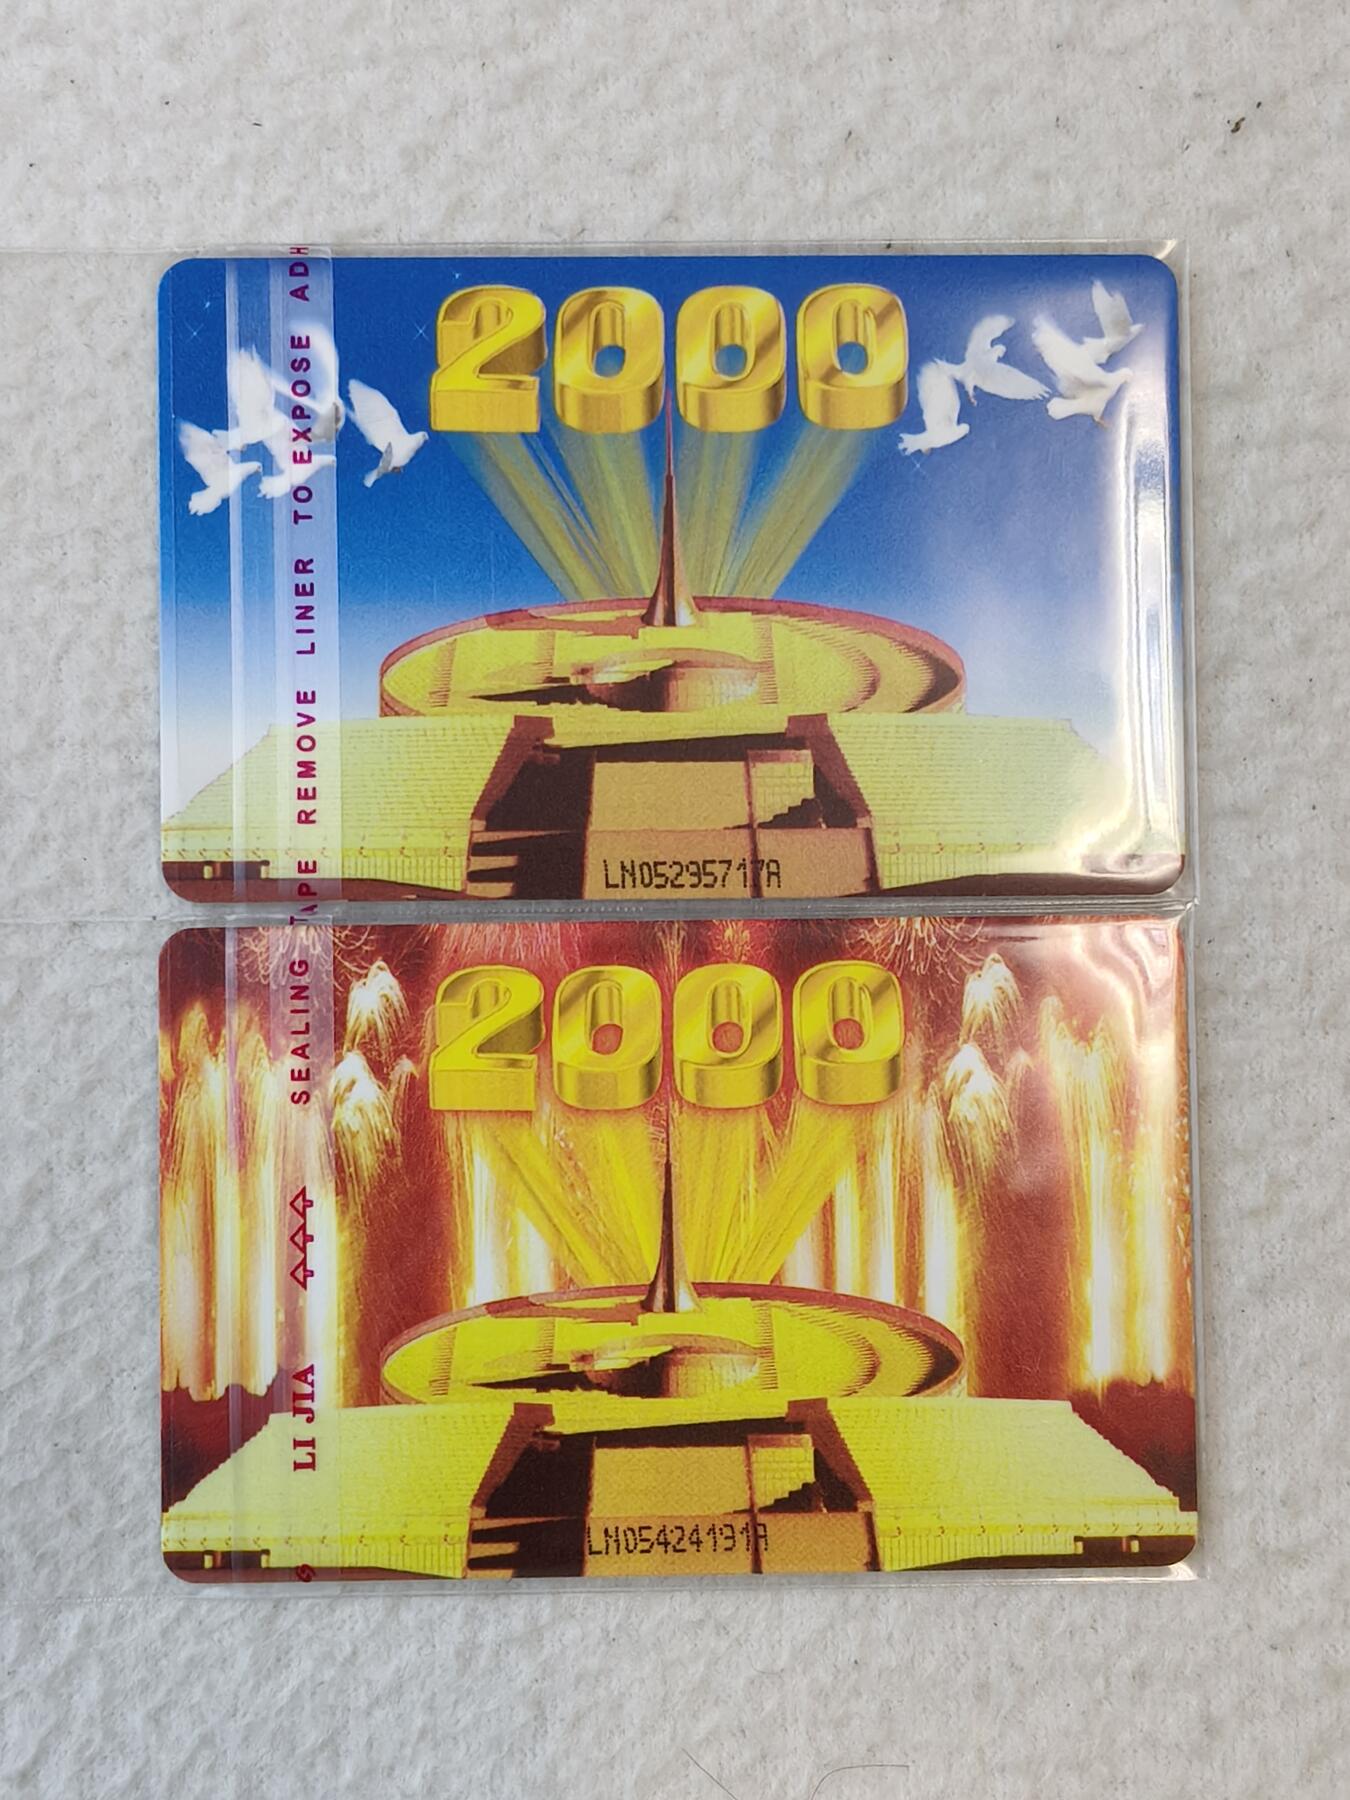 2000
LN05295717A
2000
LN05424191A
LI JIA SEALING TAPE REMOVE LINER TO EXPOSE ADH